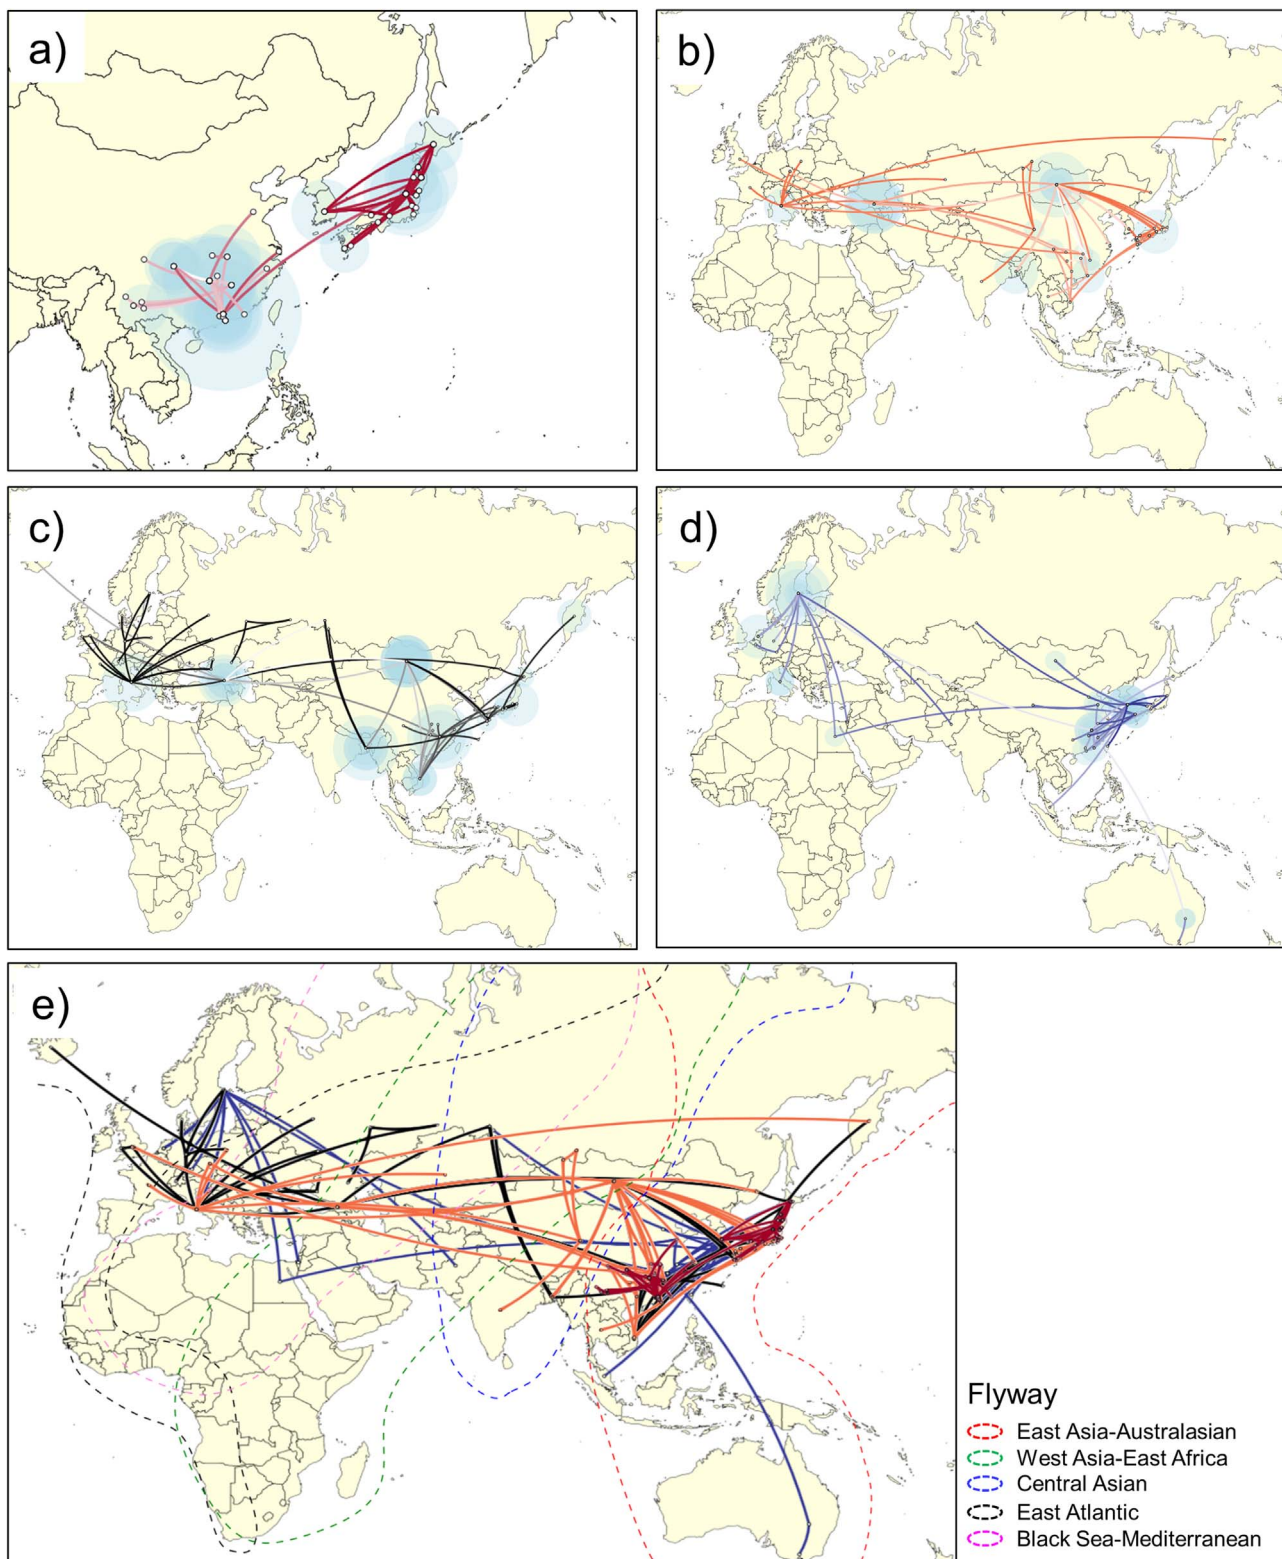 a)
b)
c)
d)
e)
Flyway
East Asia-Australasian
West Asia-East Africa
Central Asian
East Atlantic
Black Sea-Mediterranean